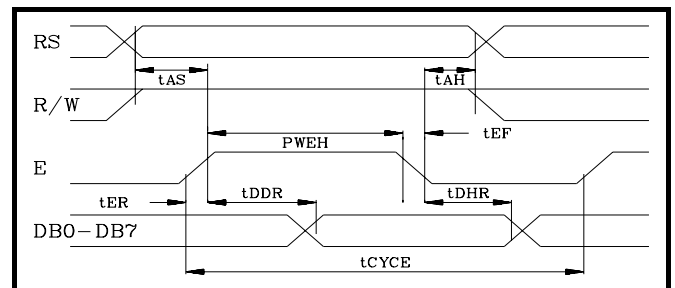 RS
tAS
tAH
R/W
PWEH
tEF
E
tER
tDDR
tDHR
DB0-DB7
tCYCE